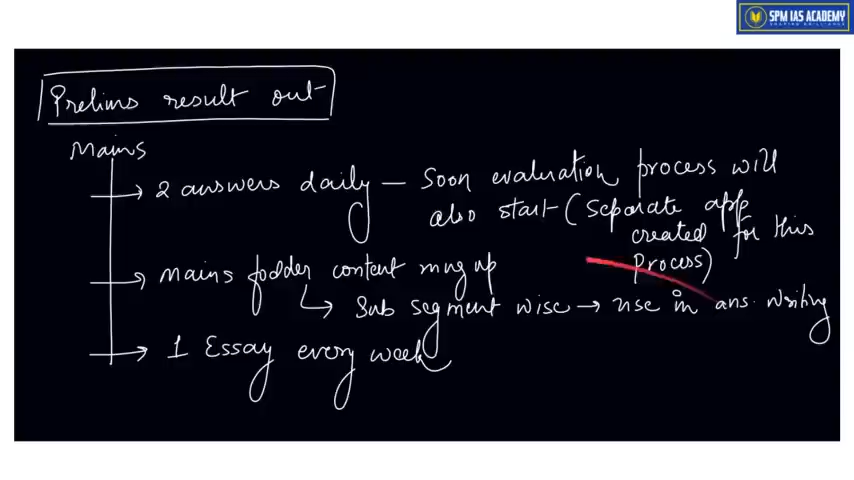 SPM IAS ACADEMY
Prelims result out
Mains
→ 2 answers daily — Soon evaluation process will
also start (Separate app
created for this
process)
→ Mains fodder content mug up
↳ Sub segment wise → use in ans. writing
→ 1 Essay every week